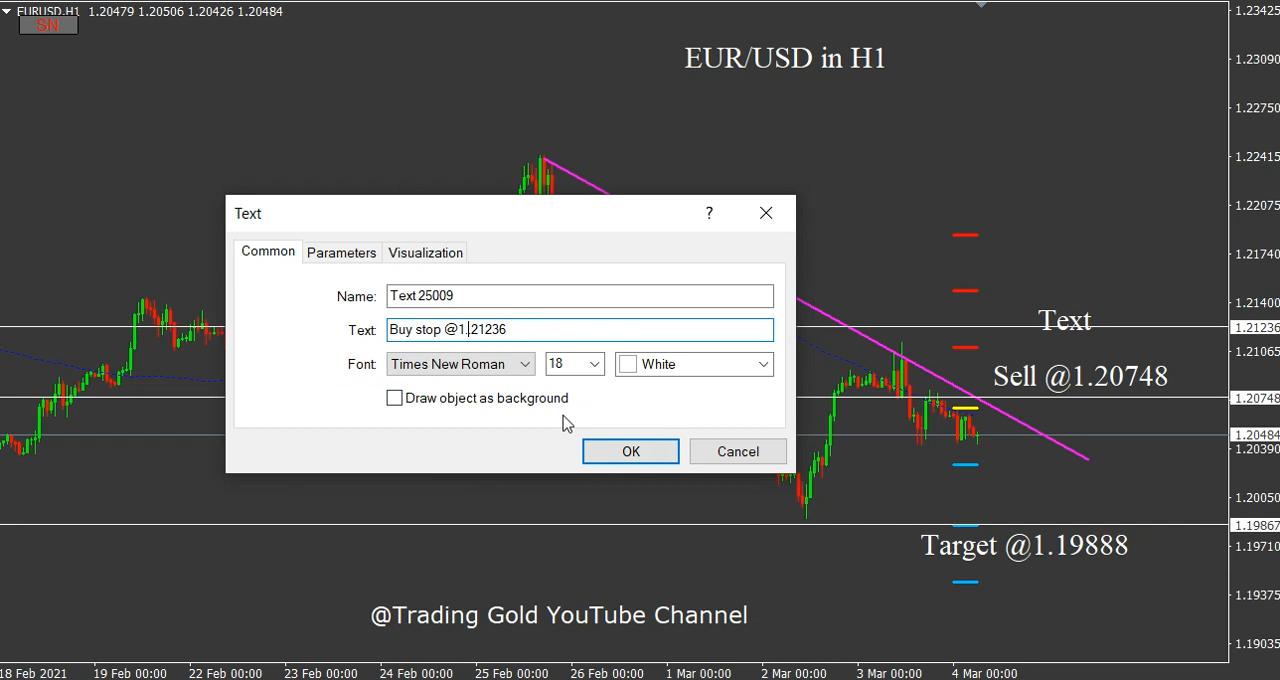 EURUSD,H1 1.20479 1.20506 1.20426 1.20484
SN
EUR/USD in H1
1.23425
1.23090
1.22750
1.22415
1.22075
1.21740
1.21400
1.21236
1.21065
1.20748
1.20484
1.20390
1.20050
1.19867
1.19710
1.19375
1.19035
Text
? ×
Common Parameters Visualization
Name: Text 25009
Text: Buy stop @1.21236
Font: Times New Roman 18 White
Draw object as background
OK Cancel
Text
Sell @1.20748
Target @1.19888
@Trading Gold YouTube Channel
18 Feb 2021 19 Feb 00:00 22 Feb 00:00 23 Feb 00:00 24 Feb 00:00 25 Feb 00:00 26 Feb 00:00 1 Mar 00:00 2 Mar 00:00 3 Mar 00:00 4 Mar 00:00